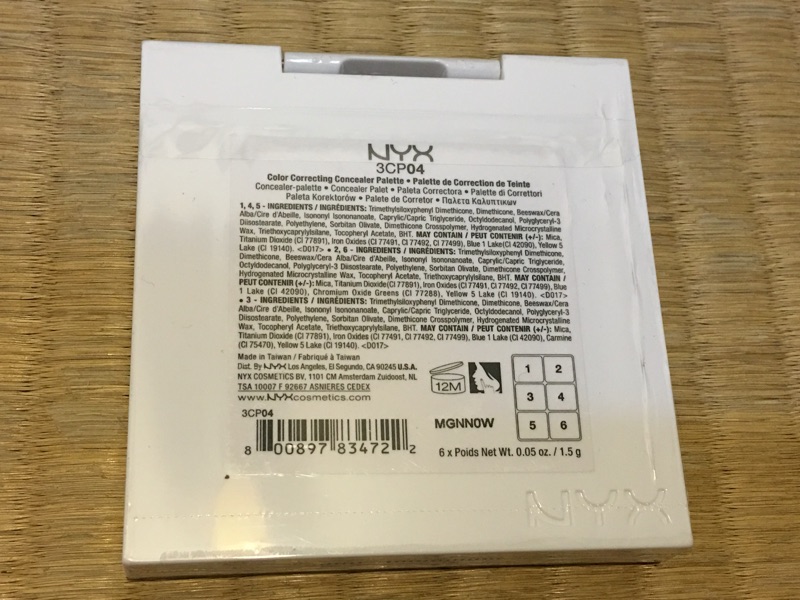 NYX
3CP04
Color Correcting Concealer Palette • Palette de Correction de Teinte
Concealer-palette • Concealer Palet • Paleta Correctora • Palette di Correttori
Paleta Korektorów • Palete de Corretor • Παλετα Καλυπτικων
1, 4, 5 - INGREDIENTS / INGRÉDIENTS: Trimethylsiloxyphenyl Dimethicone, Dimethicone, Beeswax/Cera
Alba/Cire d'Abeille, Isononyl Isononanoate, Caprylic/Capric Triglyceride, Octyldodecanol, Polyglyceryl-3
Diisostearate, Polyethylene, Sorbitan Olivate, Dimethicone Crosspolymer, Hydrogenated Microcrystalline
Wax, Triethoxycaprylylsilane, Tocopheryl Acetate, BHT. MAY CONTAIN / PEUT CONTENIR (+/-): Mica,
Titanium Dioxide (CI 77891), Iron Oxides (CI 77491, CI 77492, CI 77499), Blue 1 Lake(CI 42090), Yellow 5
Lake (CI 19140). <D017> • 2, 6 - INGREDIENTS / INGRÉDIENTS: Trimethylsiloxyphenyl Dimethicone,
Dimethicone, Beeswax/Cera Alba/Cire d'Abeille, Isononyl Isononanoate, Caprylic/Capric Triglyceride,
Octyldodecanol, Polyglyceryl-3 Diisostearate, Polyethylene, Sorbitan Olivate, Dimethicone Crosspolymer,
Hydrogenated Microcrystalline Wax, Tocopheryl Acetate, Triethoxycaprylylsilane, BHT. MAY CONTAIN /
PEUT CONTENIR (+/-): Mica, Titanium Dioxide(CI 77891), Iron Oxides (CI 77491, CI 77492, CI 77499), Blue
1 Lake (CI 42090), Chromium Oxide Greens (CI 77288), Yellow 5 Lake (CI 19140). <D017>
• 3 - INGREDIENTS / INGRÉDIENTS: Trimethylsiloxyphenyl Dimethicone, Dimethicone, Beeswax/Cera
Alba/Cire d'Abeille, Isononyl Isononanoate, Caprylic/Capric Triglyceride, Octyldodecanol, Polyglyceryl-3
Diisostearate, Polyethylene, Sorbitan Olivate, Dimethicone Crosspolymer, Hydrogenated Microcrystalline
Wax, Tocopheryl Acetate, Triethoxycaprylylsilane, BHT. MAY CONTAIN / PEUT CONTENIR (+/-): Mica,
Titanium Dioxide (CI 77891), Iron Oxides (CI 77491, CI 77492, CI 77499), Blue 1 Lake (CI 42090), Carmine
(CI 75470), Yellow 5 Lake (CI 19140). <D017>
Made in Taiwan / Fabriqué à Taiwan
Dist. By NYX Los Angeles, El Segundo, CA 90245 U.S.A.
NYX COSMETICS BV, 1101 CM Amsterdam Zuidoost, NL
TSA 10007 F 92667 ASNIERES CEDEX
www.NYXcosmetics.com
12M
1 2
3 4
5 6
3CP04
MGNN0W
8 00897 83472 2
6 x Poids Net Wt. 0.05 oz. / 1.5 g
NYX